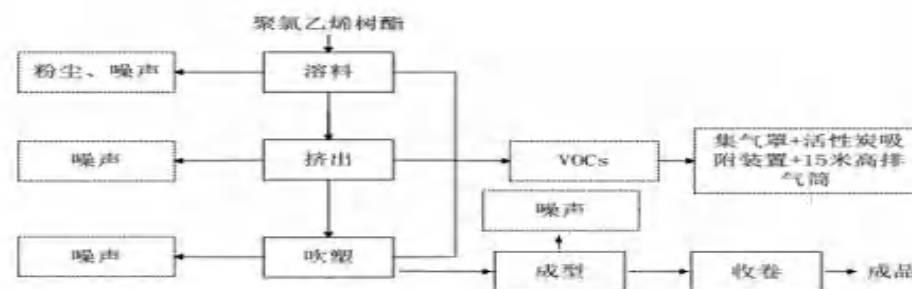 聚氯乙烯树酯
粉尘、噪声
溶料
噪声
挤出
VOCs
集气罩+活性炭吸
附装置+15米高排
气筒
噪声
噪声
吹塑
成型
收卷
成品